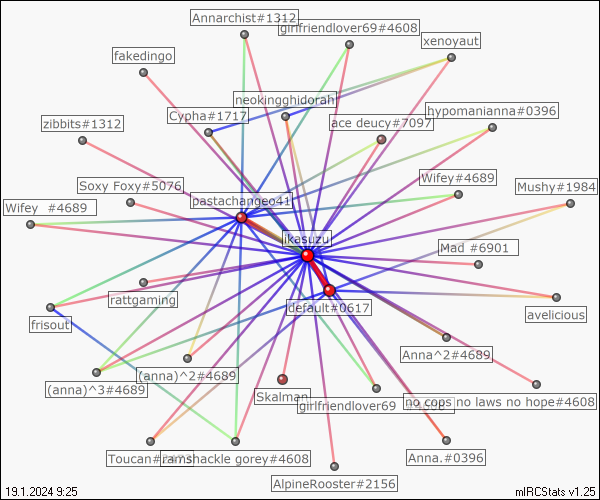 Annarchist#1312
girlfriendlover69#4608
xenoyaut
fakedingo
neokingghidorah
hypomanianna#0396
Cypha#1717
ace deucy#7097
zibbits#1312
Soxy Foxy#5076
Wifey#4689
Mushy#1984
pastachangeo41
Wifey #4689
ikasuzu
Mad #6901
rattgaming
default#0617
avelicious
frisout
Anna^2#4689
(anna)^2#4689
(anna)^3#4689
Skalman
girlfriendlover69
no cops no laws no hope#4608
Toucan
ramshackle gorey#4608
Anna.#0396
AlpineRooster#2156
19.1.2024 9:25
mIRCStats v1.25